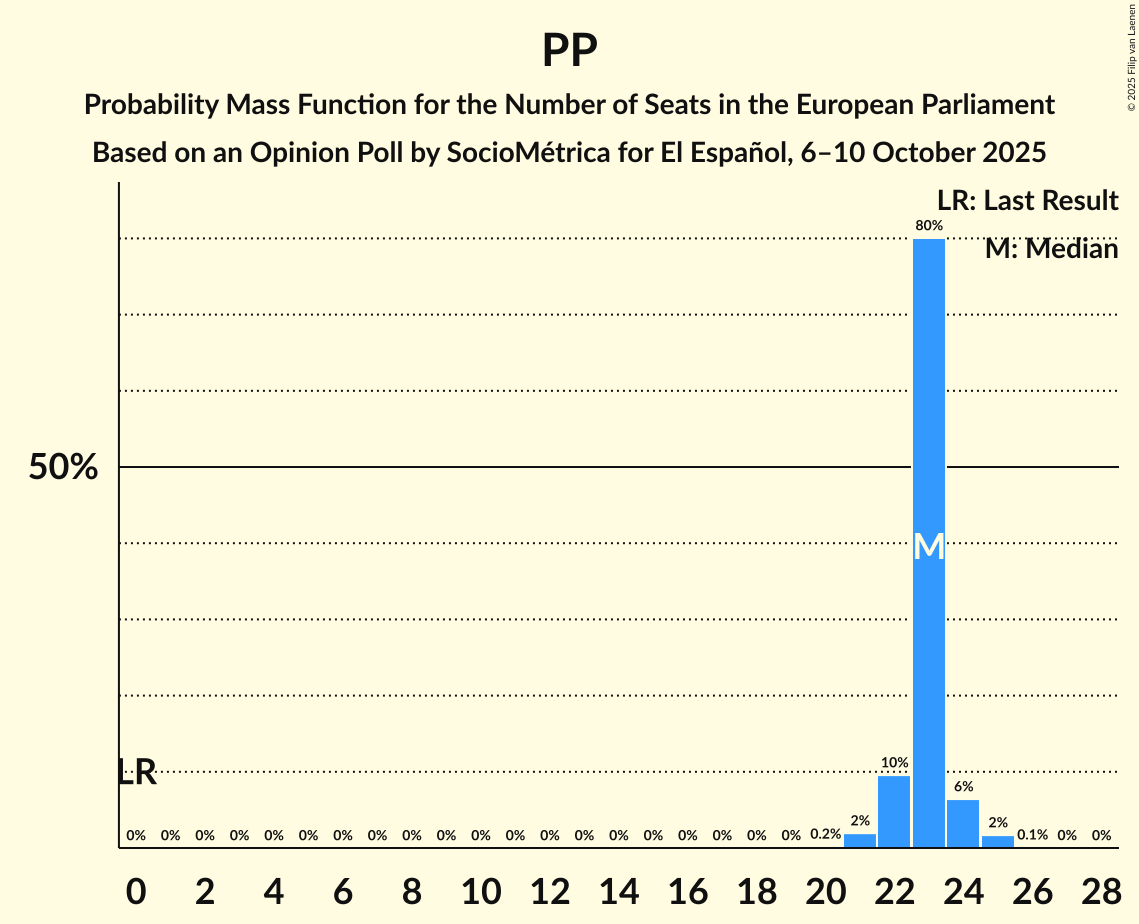 PP
Probability Mass Function for the Number of Seats in the European Parliament
Based on an Opinion Poll by SocioMétrica for El Español, 6–10 October 2025
© 2025 Filip van Laenen
LR: Last Result
M: Median
80%
50%
M
LR
10%
6%
0% 0% 0% 0% 0% 0% 0% 0% 0% 0% 0% 0% 0% 0% 0% 0% 0% 0% 0% 0% 0.2% 2% 2% 0.1% 0% 0%
0 2 4 6 8 10 12 14 16 18 20 22 24 26 28